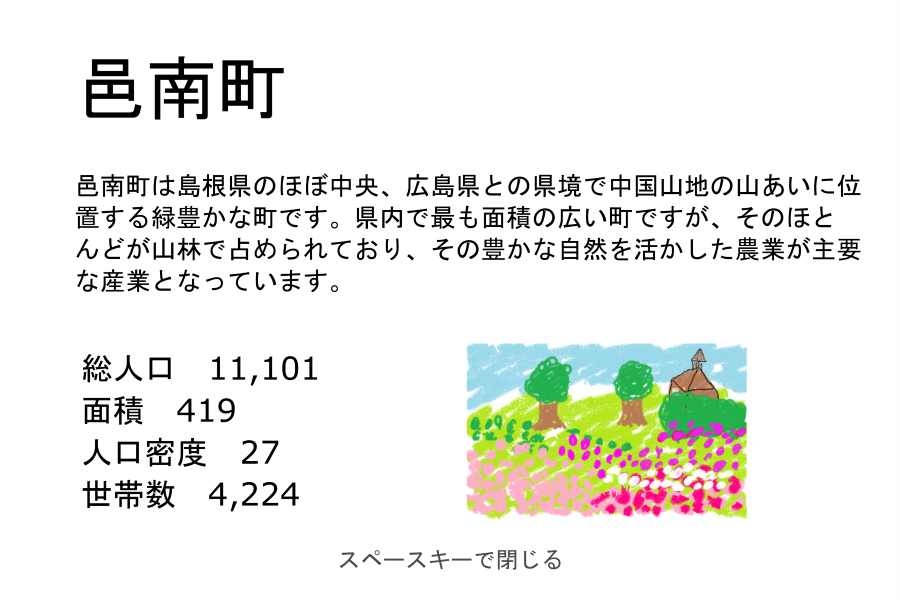 邑南町
邑南町は島根県のほぼ中央、広島県との県境で中国山地の山あいに位
置する緑豊かな町です。県内で最も面積の広い町ですが、そのほと
んどが山林で占められており、その豊かな自然を活かした農業が主要
な産業となっています。
総人口　11,101
面積　419
人口密度　27
世帯数　4,224
スペースキーで閉じる